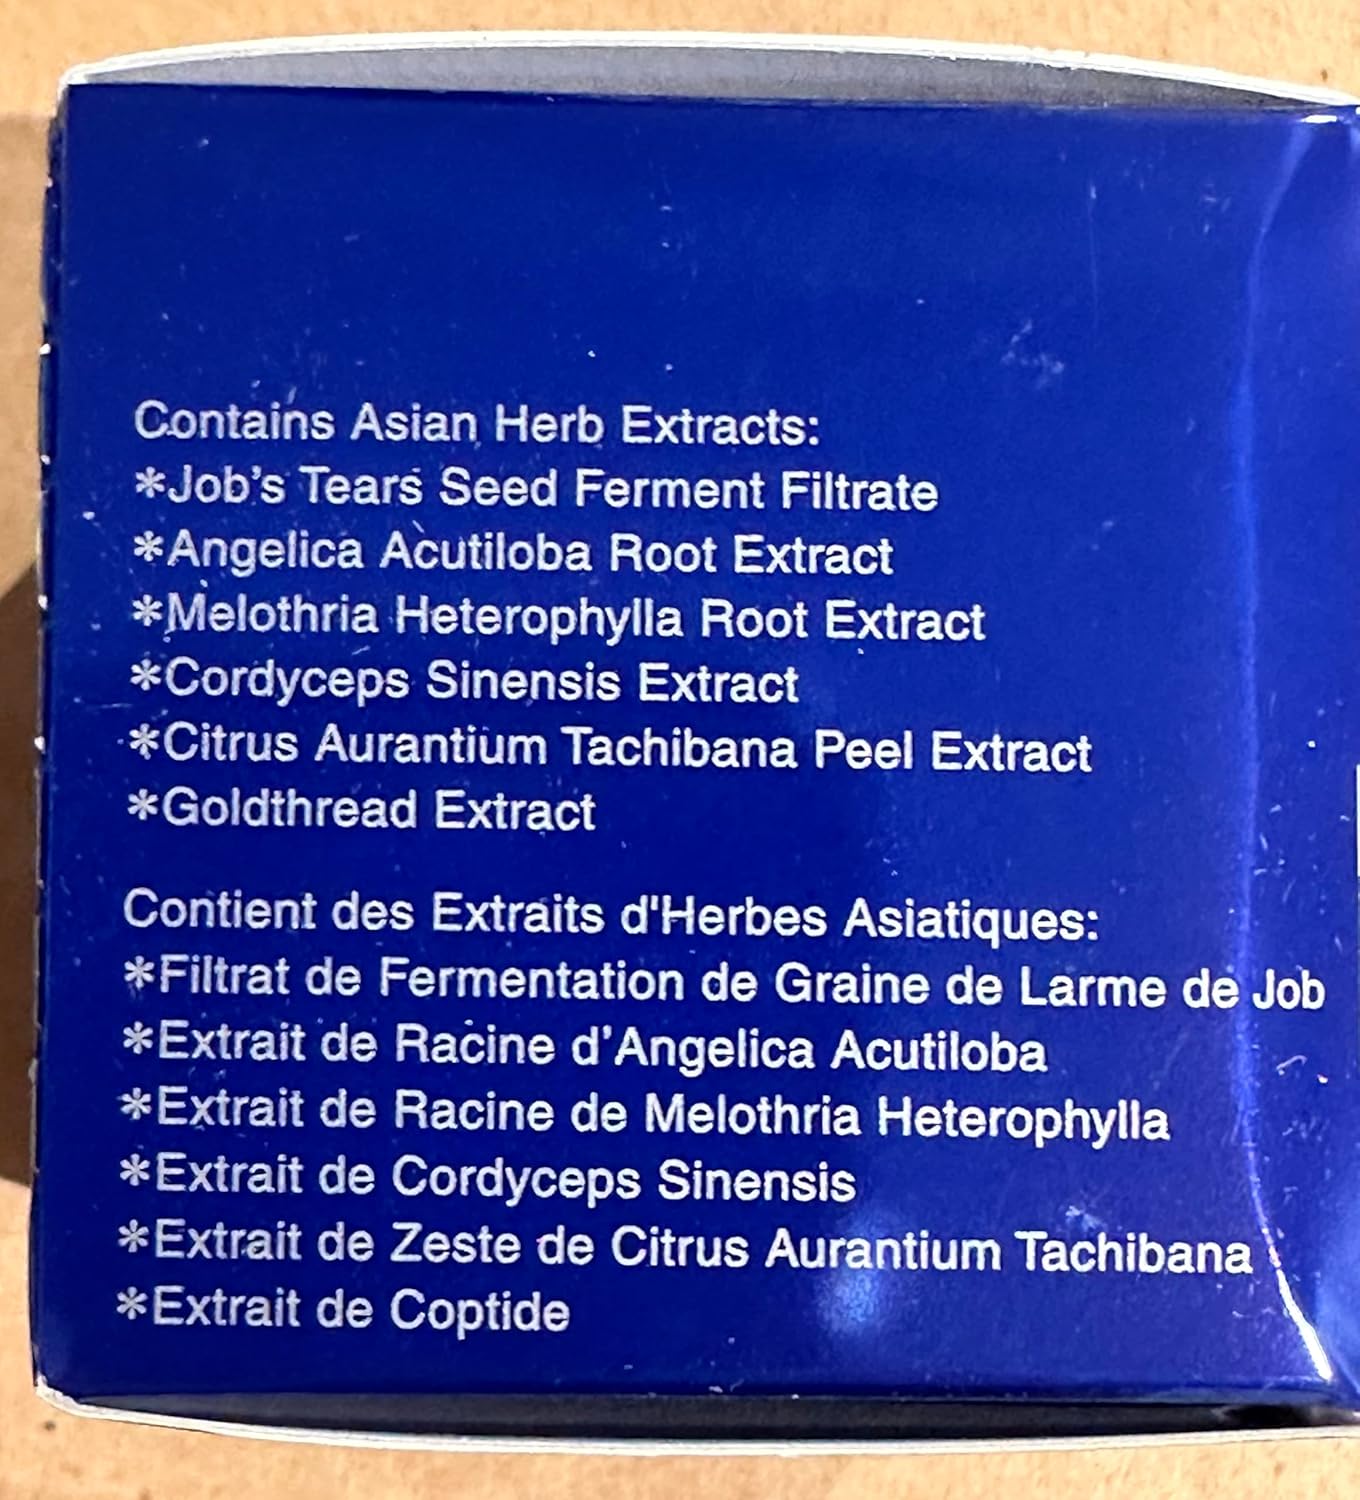 Contains Asian Herb Extracts:
*Job's Tears Seed Ferment Filtrate
*Angelica Acutiloba Root Extract
*Melothria Heterophylla Root Extract
*Cordyceps Sinensis Extract
*Citrus Aurantium Tachibana Peel Extract
*Goldthread Extract
Contient des Extraits d'Herbes Asiatiques:
*Filtrat de Fermentation de Graine de Larme de Job
*Extrait de Racine d'Angelica Acutiloba
*Extrait de Racine de Melothria Heterophylla
*Extrait de Cordyceps Sinensis
*Extrait de Zeste de Citrus Aurantium Tachibana
*Extrait de Coptide